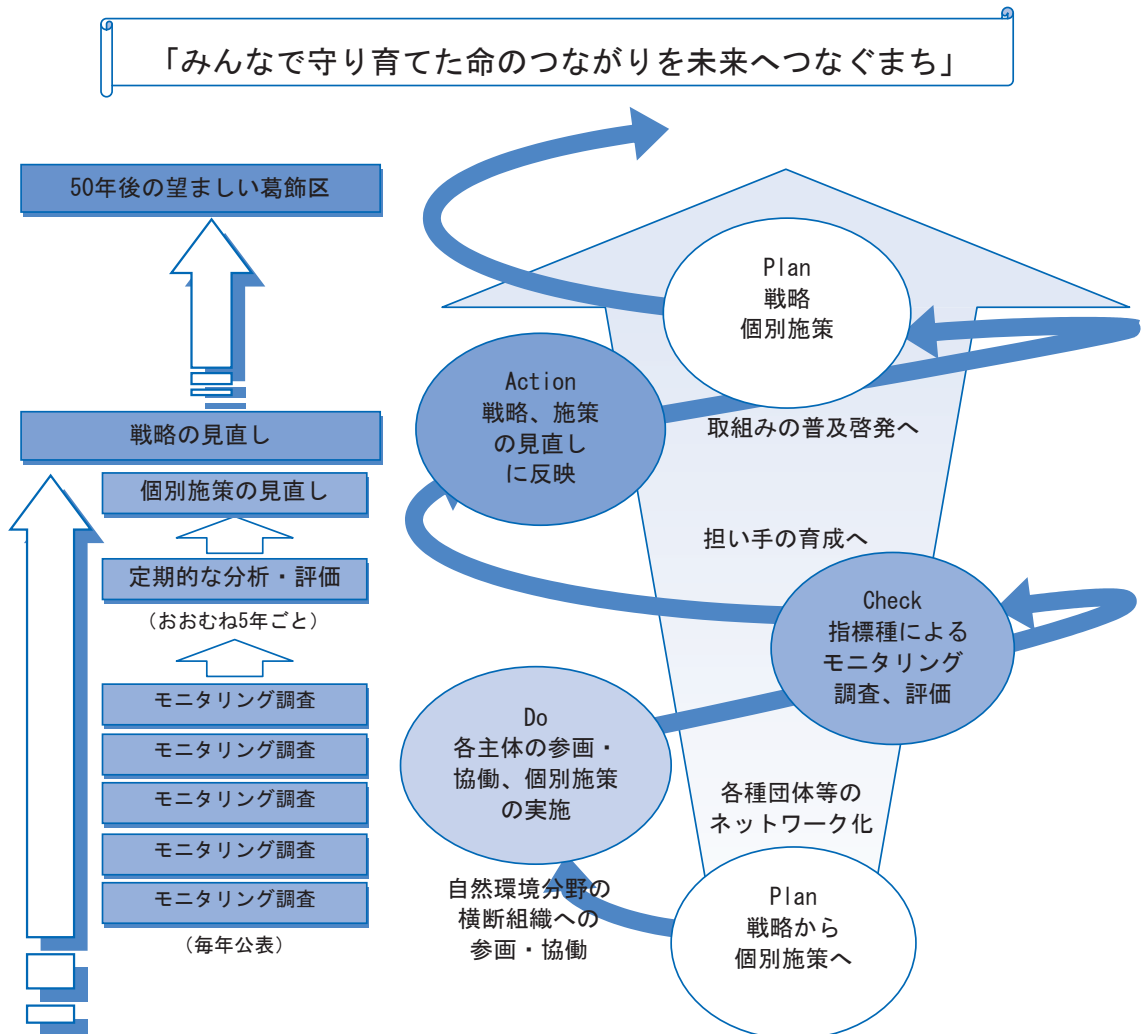 「みんなで守り育てた命のつながりを未来へつなぐまち」
50年後の望ましい葛飾区
戦略の見直し
個別施策の見直し
定期的な分析・評価
（おおむね5年ごと）
モニタリング調査
モニタリング調査
モニタリング調査
モニタリング調査
モニタリング調査
（毎年公表）
Plan
戦略
個別施策
Action
戦略、施策
の見直し
に反映
取組みの普及啓発へ
担い手の育成へ
Check
指標種による
モニタリング
調査、評価
Do
各主体の参画・
協働、個別施策
の実施
各種団体等の
ネットワーク化
自然環境分野の
横断組織への
参画・協働
Plan
戦略から
個別施策へ